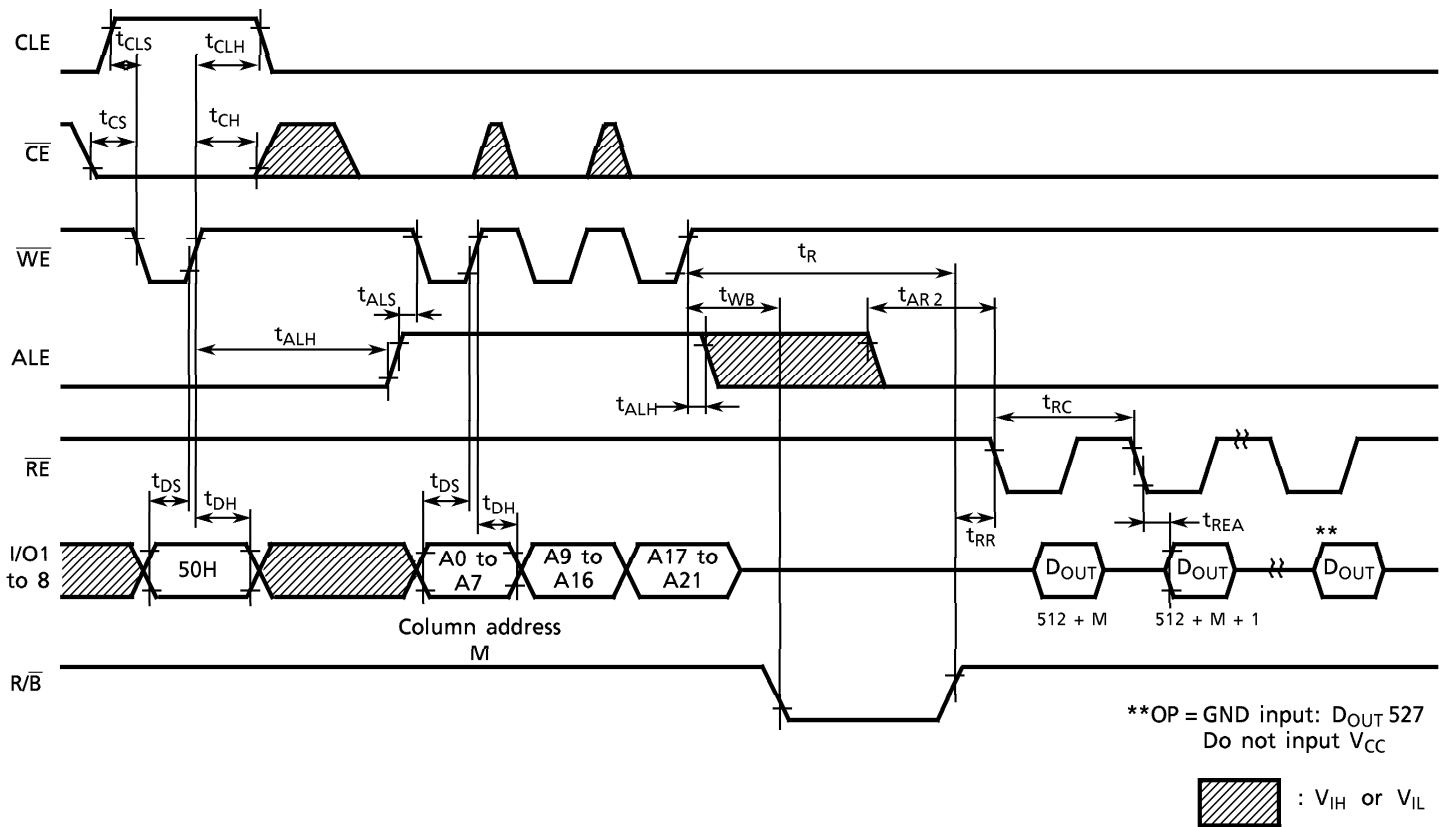 CLE
tCLS
tCLH
CE
tCS
tCH
WE
tR
tALS
tWB
tAR 2
ALE
tALH
tALH
tRC
RE
tDS
tDH
tDS
tDH
tRR
tREA
**
I/O1
to 8
50H
A0 to
A7
A9 to
A16
A17 to
A21
DOUT
DOUT
DOUT
512 + M
512 + M + 1
Column address
M
R/B
**OP = GND input: DOUT 527
Do not input VCC
: VIH or VIL